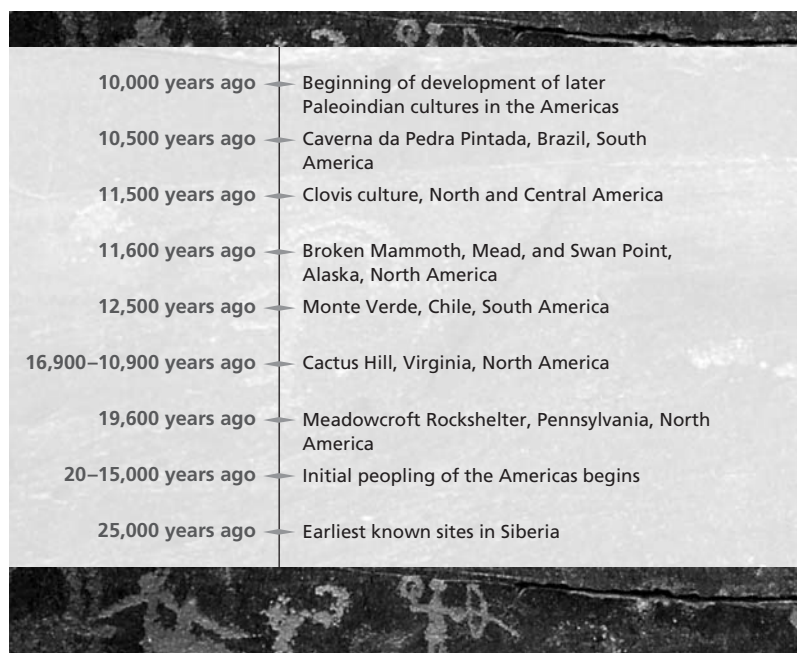 10,000 years ago Beginning of development of later
Paleoindian cultures in the Americas
10,500 years ago Caverna da Pedra Pintada, Brazil, South
America
11,500 years ago Clovis culture, North and Central America
11,600 years ago Broken Mammoth, Mead, and Swan Point,
Alaska, North America
12,500 years ago Monte Verde, Chile, South America
16,900–10,900 years ago Cactus Hill, Virginia, North America
19,600 years ago Meadowcroft Rockshelter, Pennsylvania, North
America
20–15,000 years ago Initial peopling of the Americas begins
25,000 years ago Earliest known sites in Siberia